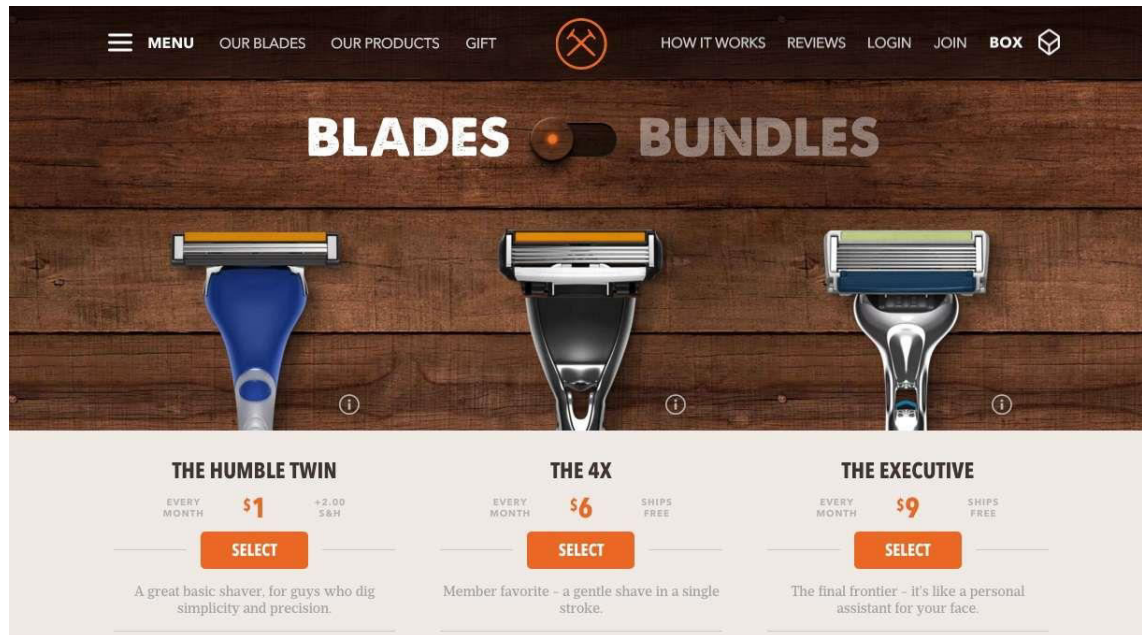 MENU OUR BLADES OUR PRODUCTS GIFT HOW IT WORKS REVIEWS LOGIN JOIN BOX
BLADES BUNDLES
THE HUMBLE TWIN
EVERY
MONTH
$1
+2.00
S&H
SELECT
A great basic shaver, for guys who dig
simplicity and precision.
THE 4X
EVERY
MONTH
$6
SHIPS
FREE
SELECT
Member favorite – a gentle shave in a single
stroke.
THE EXECUTIVE
EVERY
MONTH
$9
SHIPS
FREE
SELECT
The final frontier – it's like a personal
assistant for your face.